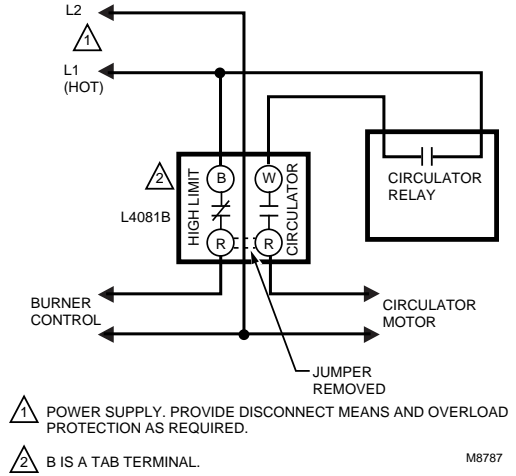 L2
1
L1
(HOT)
2
B
W
HIGH LIMIT
CIRCULATOR
CIRCULATOR
RELAY
L4081B
R
R
BURNER
CONTROL
CIRCULATOR
MOTOR
JUMPER
REMOVED
1 POWER SUPPLY. PROVIDE DISCONNECT MEANS AND OVERLOAD
PROTECTION AS REQUIRED.
2 B IS A TAB TERMINAL.
M8787